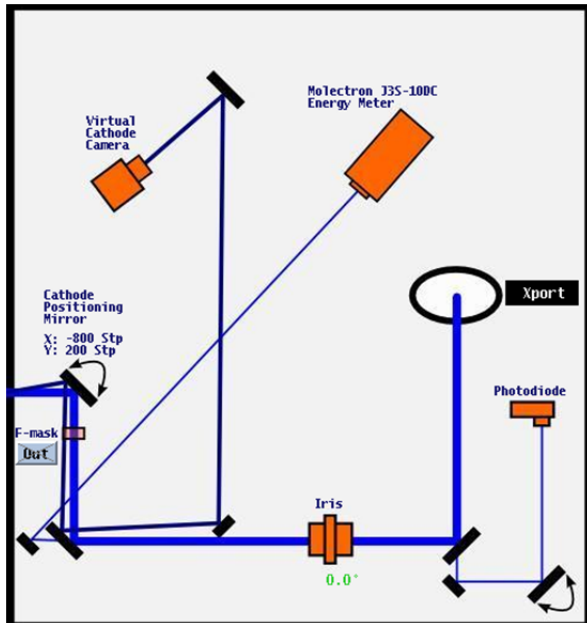 Molectron J3S-10DC
Energy Meter
Virtual
Cathode
Camera
Cathode
Positioning
Mirror
X: -800 Stp
Y: 200 Stp
Xport
Photodiode
F-mask
Out
Iris
0.0°